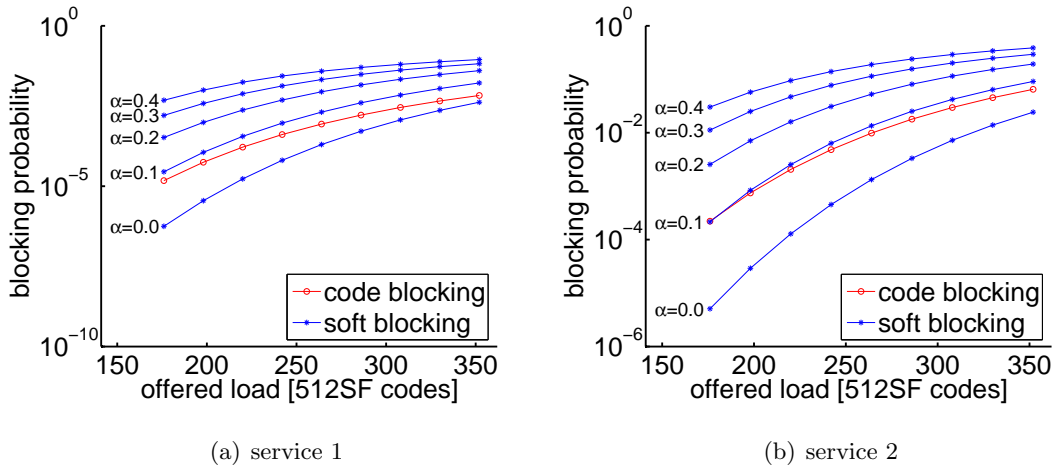 10^0
10^−5
10^−10
blocking probability
α=0.4
α=0.3
α=0.2
α=0.1
α=0.0
code blocking
soft blocking
150 200 250 300 350
offered load [512SF codes]
(a) service 1
10^0
10^−2
10^−4
10^−6
blocking probability
α=0.4
α=0.3
α=0.2
α=0.1
α=0.0
code blocking
soft blocking
150 200 250 300 350
offered load [512SF codes]
(b) service 2